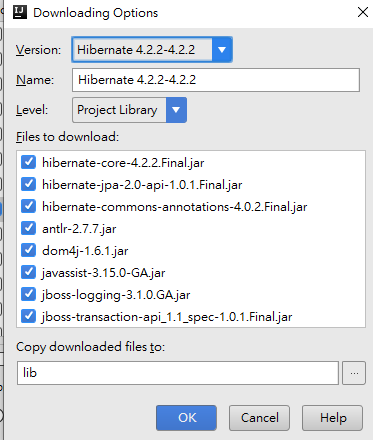 Downloading Options
Version: Hibernate 4.2.2-4.2.2
Name: Hibernate 4.2.2-4.2.2
Level: Project Library
Files to download:
hibernate-core-4.2.2.Final.jar
hibernate-jpa-2.0-api-1.0.1.Final.jar
hibernate-commons-annotations-4.0.2.Final.jar
antlr-2.7.7.jar
dom4j-1.6.1.jar
javassist-3.15.0-GA.jar
jboss-logging-3.1.0.GA.jar
jboss-transaction-api_1.1_spec-1.0.1.Final.jar
Copy downloaded files to:
lib ...
OK Cancel Help